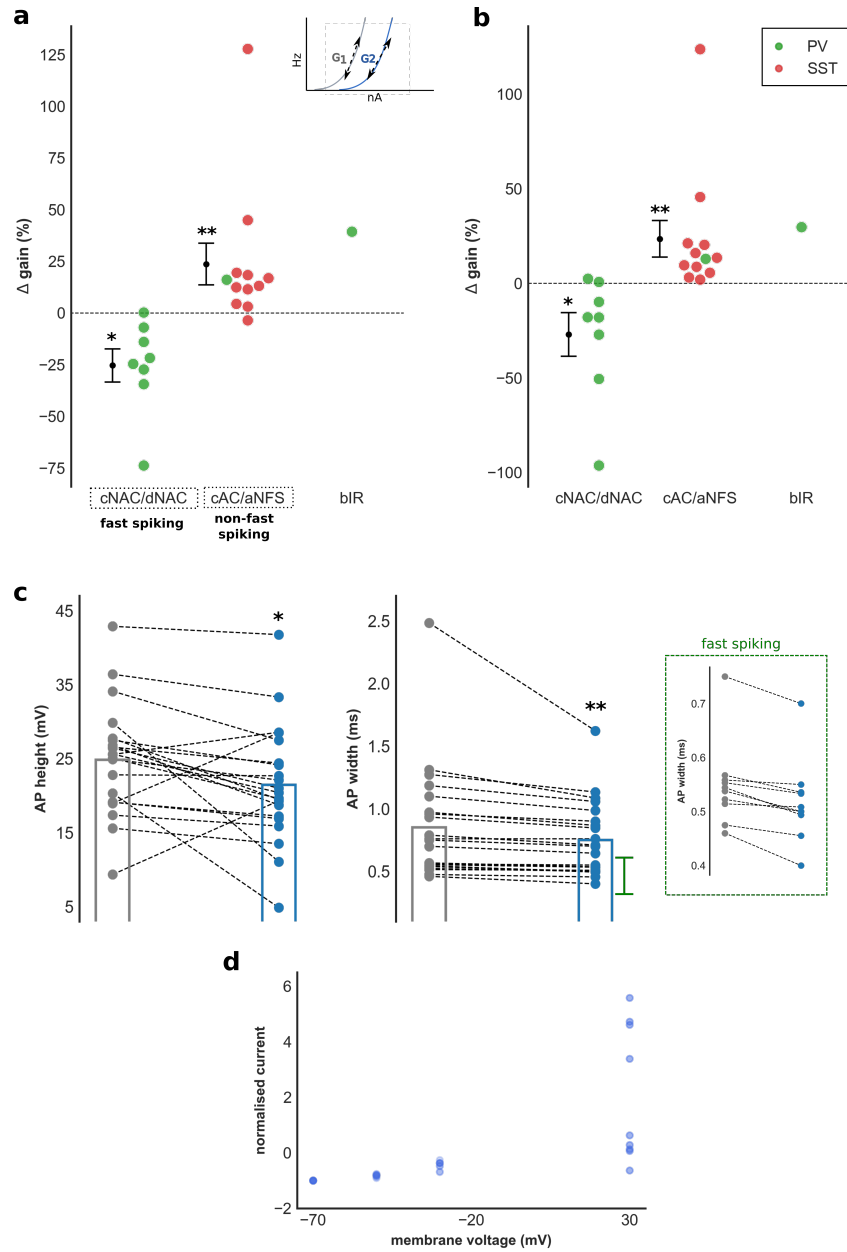 a
Δ gain (%)
125
100
75
50
25
0
−25
−50
−75
**
*
Hz
G1
G2
nA
cNAC/dNAC
cAC/aNFS
bIR
fast spiking
non-fast
spiking
b
Δ gain (%)
100
50
0
−50
−100
**
*
PV
SST
cNAC/dNAC
cAC/aNFS
bIR
c
AP height (mV)
45
35
25
15
5
*
AP width (ms)
2.5
2.0
1.5
1.0
0.5
**
fast spiking
AP width (ms)
0.7
0.6
0.5
0.4
d
normalised current
6
4
2
0
−2
−70
−20
30
membrane voltage (mV)